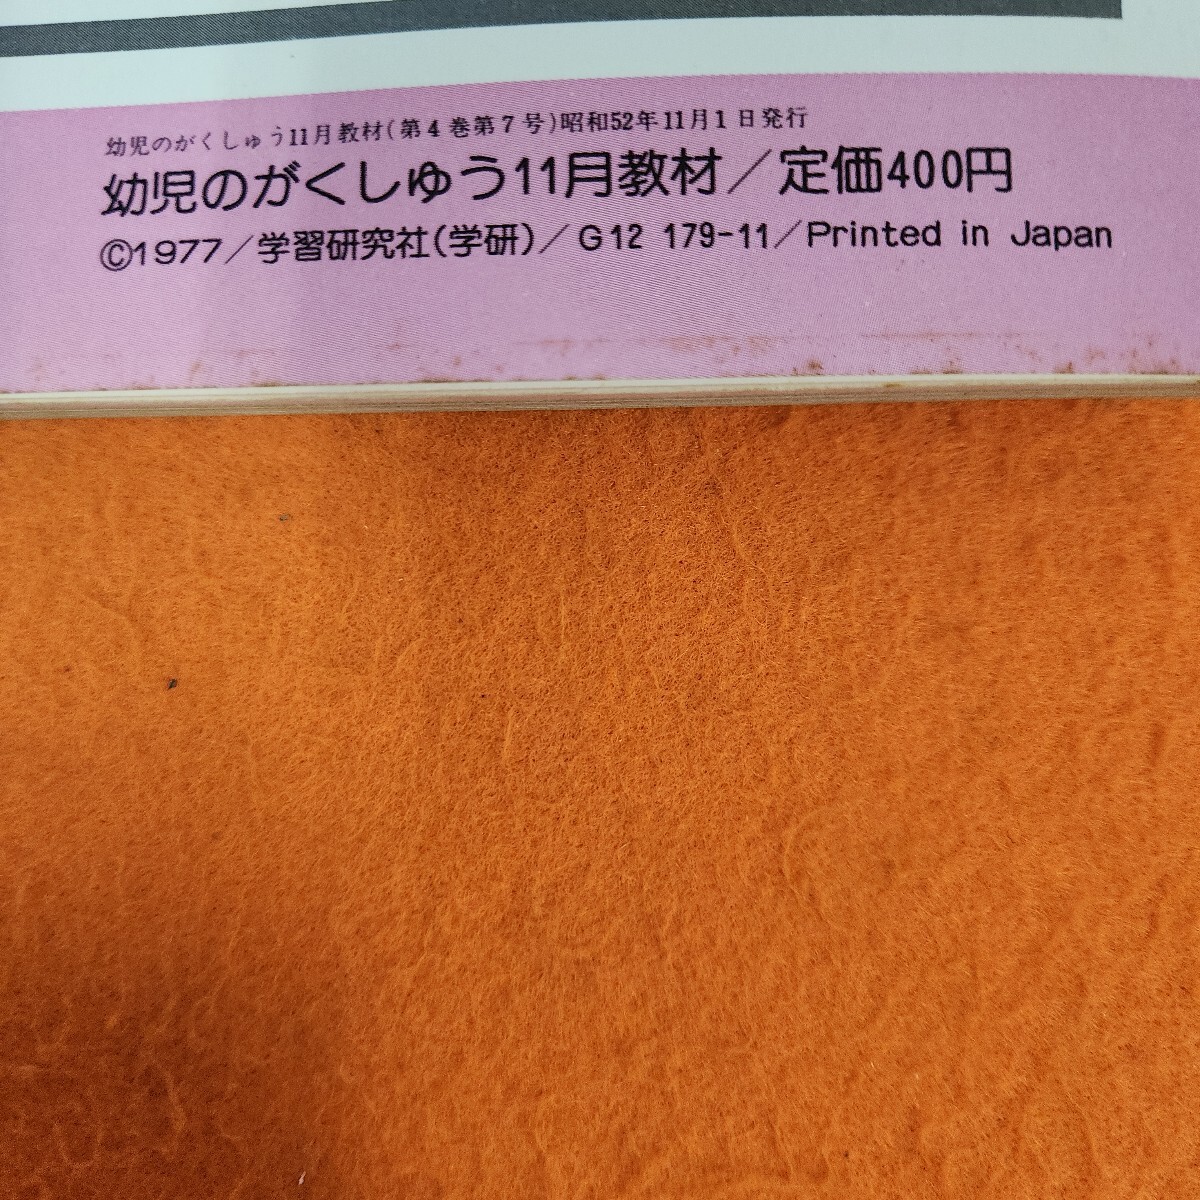 幼児のがくしゅう11月教材(第4巻第7号)昭和52年11月1日発行
幼児のがくしゅう11月教材／定価400円
©1977／学習研究社(学研)／G12 179-11／Printed in Japan